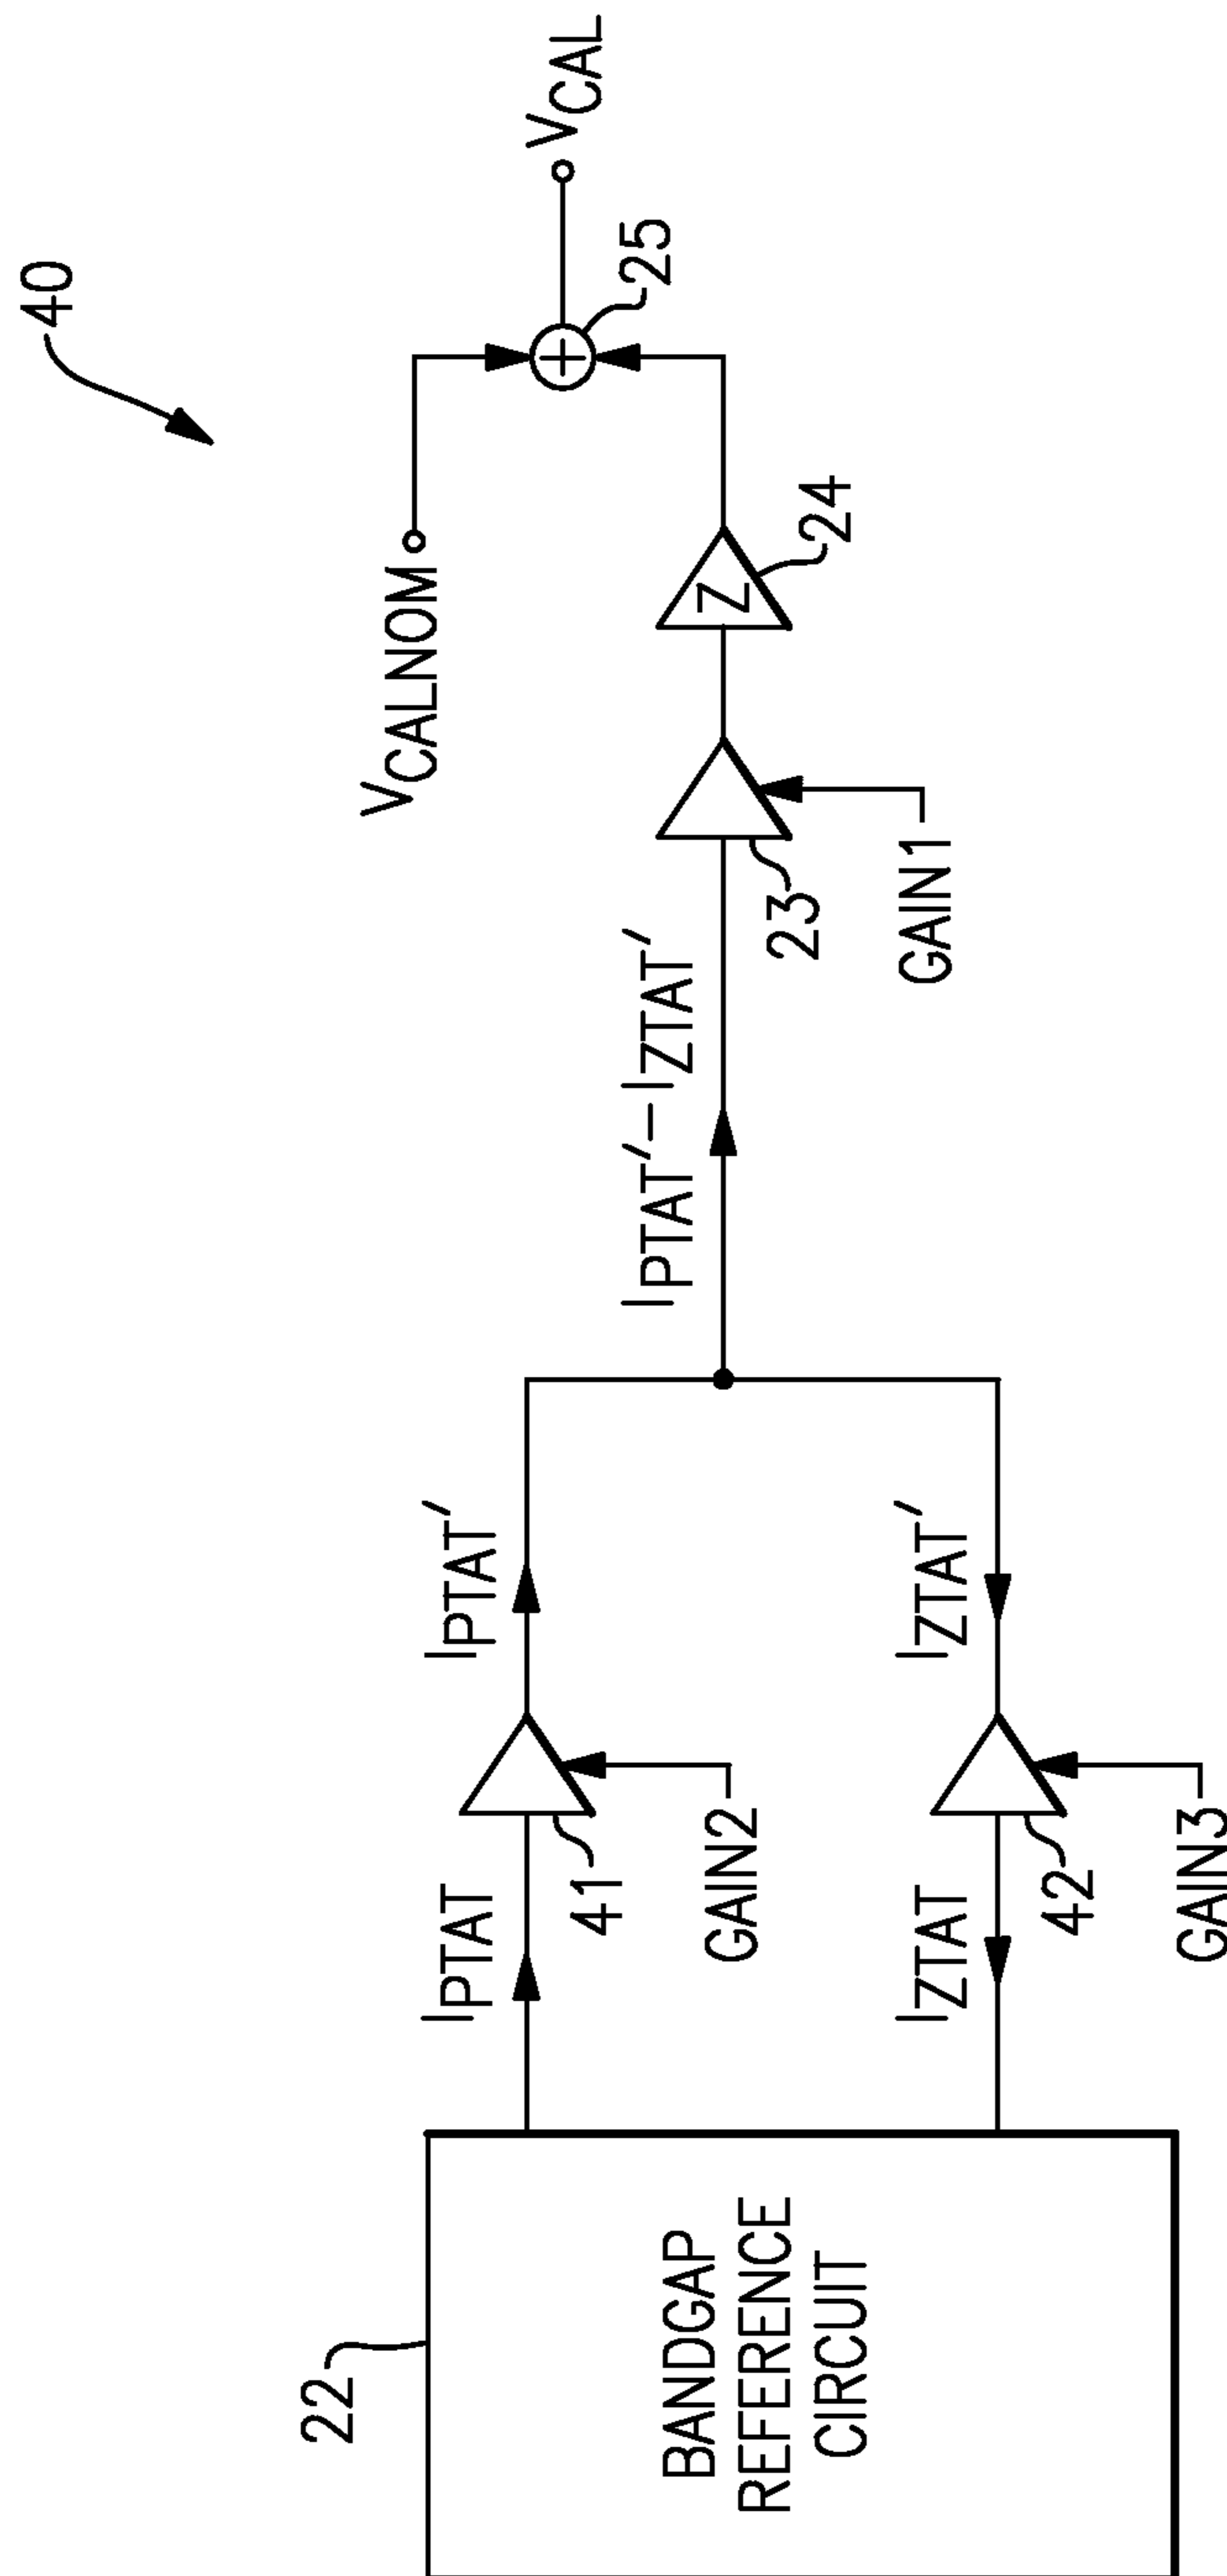 40
22
BANDGAP
REFERENCE
CIRCUIT
IPTAT
41
GAIN2
IPTAT′
IZTAT
42
GAIN3
IZTAT′
IPTAT′−IZTAT′
23
GAIN1
Z
24
VCALNOM
+
25
VCAL